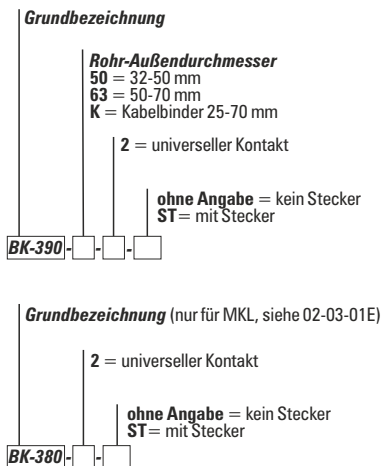 Grundbezeichnung
Rohr-Außendurchmesser
50 = 32-50 mm
63 = 50-70 mm
K = Kabelbinder 25-70 mm
2 = universeller Kontakt
ohne Angabe = kein Stecker
ST = mit Stecker
BK-390 - - -
Grundbezeichnung (nur für MKL, siehe 02-03-01E)
2 = universeller Kontakt
ohne Angabe = kein Stecker
ST = mit Stecker
BK-380 - -